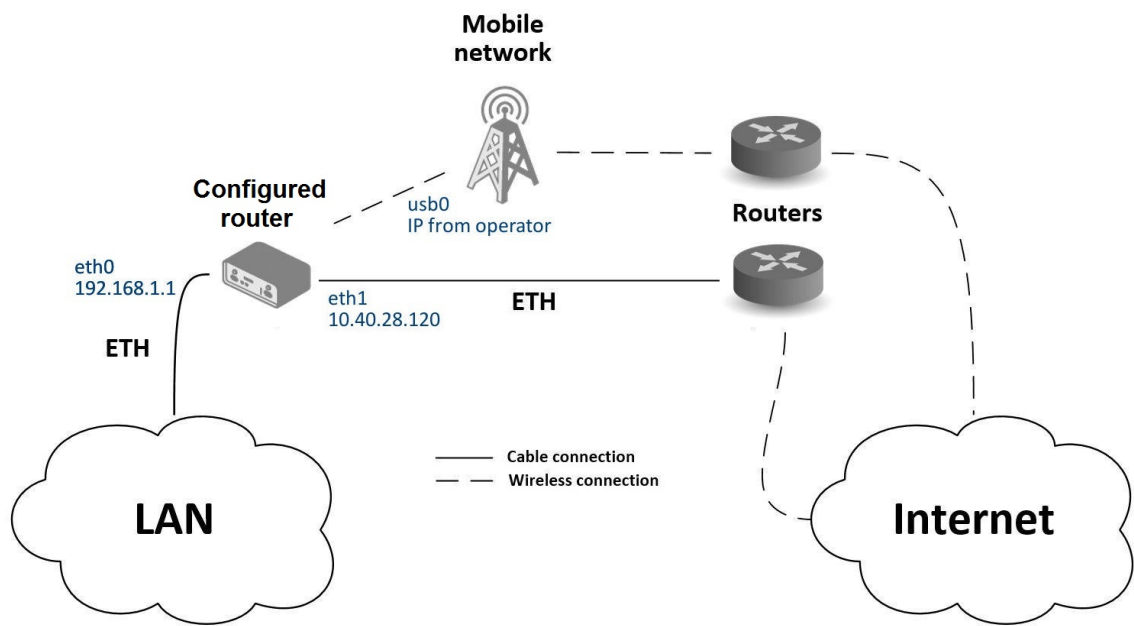 Mobile
network
Configured
router
usb0
IP from operator
Routers
eth0
192.168.1.1
eth1
10.40.28.120
ETH
ETH
Cable connection
Wireless connection
LAN
Internet